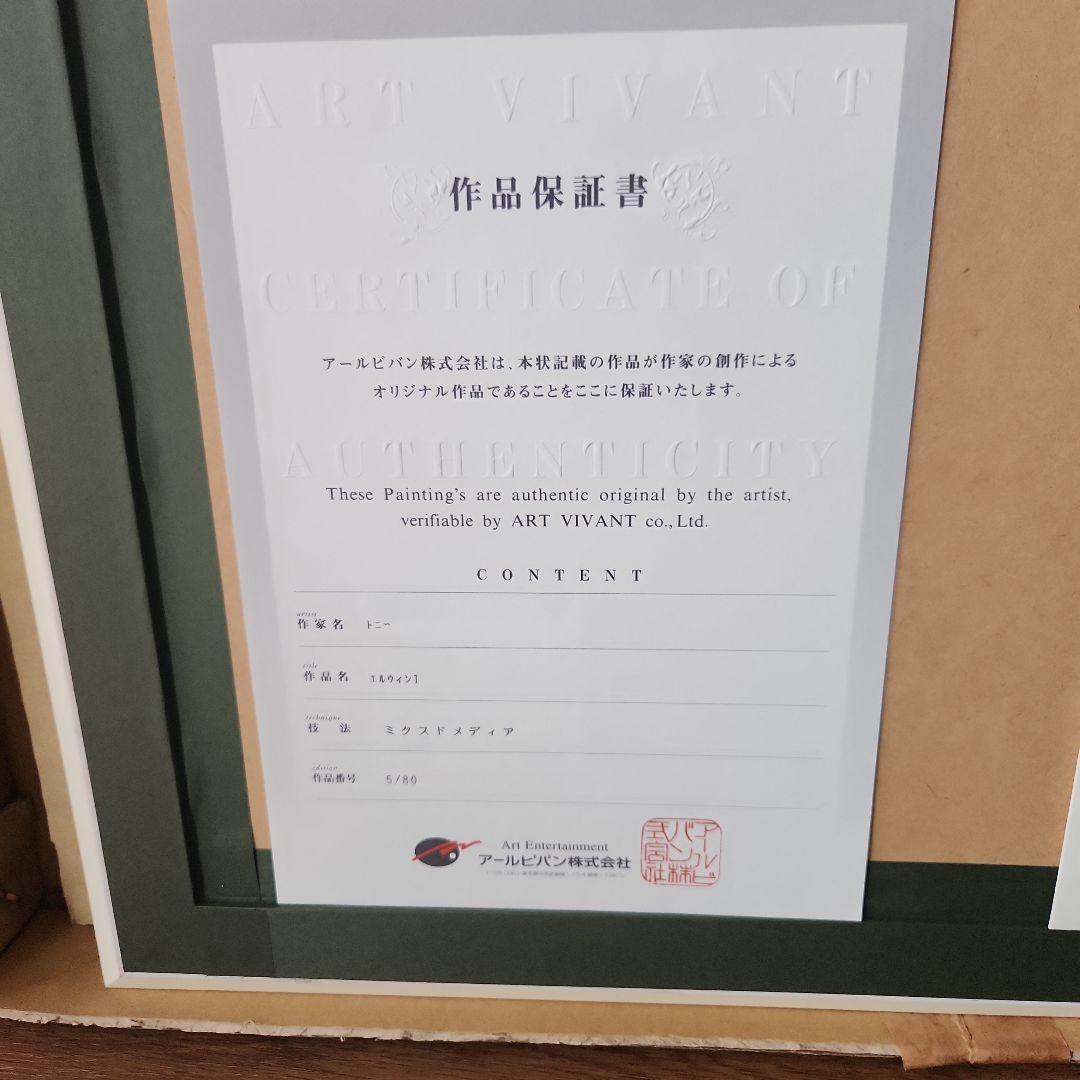 ART VIVANT
作品保証書
CERTIFICATE OF
アールビバン株式会社は、本状記載の作品が作家の創作による
オリジナル作品であることをここに保証いたします。
AUTHENTICITY
These Painting's are authentic original by the artist,
verifiable by ART VIVANT co., Ltd.
CONTENT
artist
作家名 トニー
title
作品名 エルウィン1
technique
技法 ミクスドメディア
edition
作品番号 5/80
Art Entertainment
アールビバン株式会社